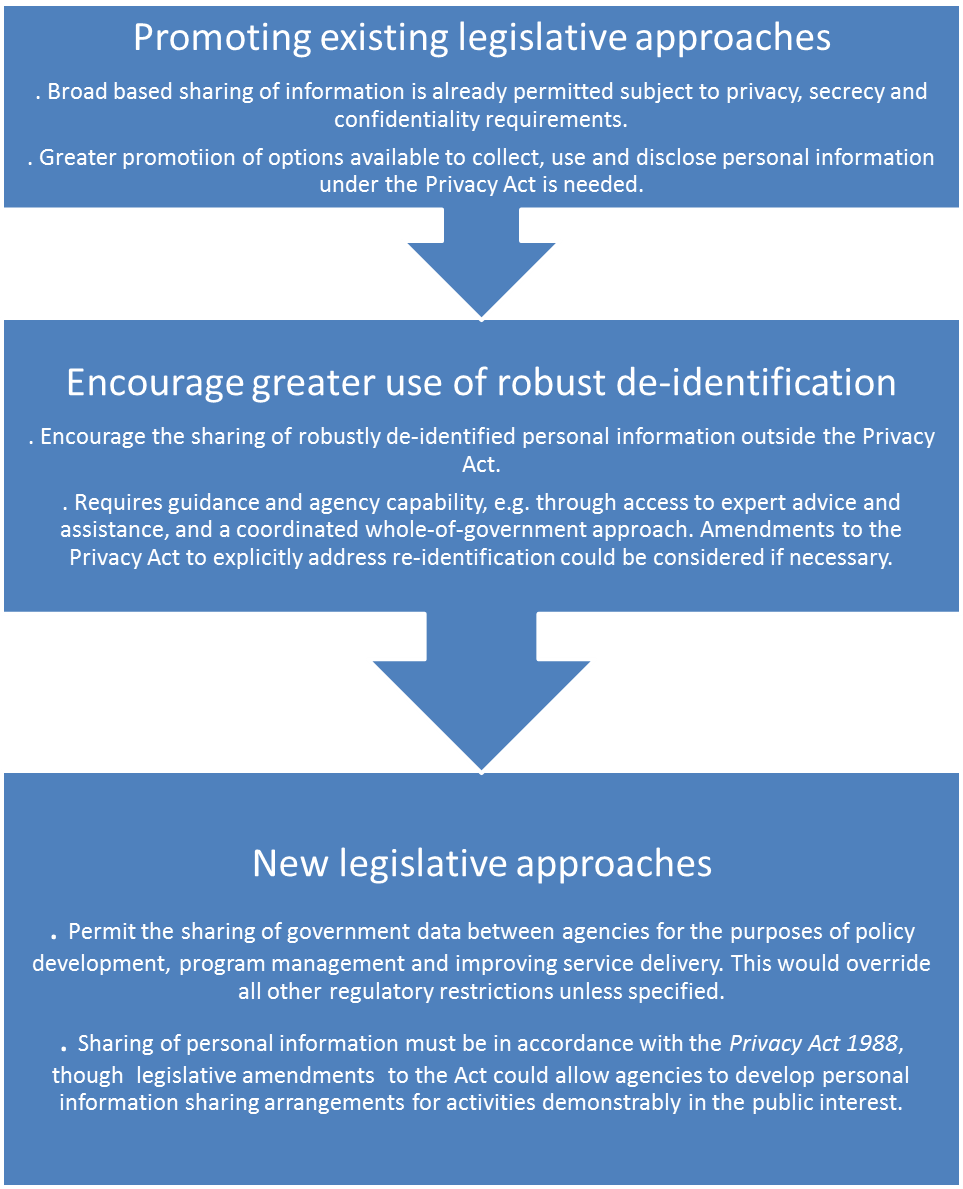 Promoting existing legislative approaches
. Broad based sharing of information is already permitted subject to privacy, secrecy and
confidentiality requirements.
. Greater promotiion of options available to collect, use and disclose personal information
under the Privacy Act is needed.
Encourage greater use of robust de-identification
. Encourage the sharing of robustly de-identified personal information outside the Privacy
Act.
. Requires guidance and agency capability, e.g. through access to expert advice and
assistance, and a coordinated whole-of-government approach. Amendments to the
Privacy Act to explicitly address re-identification could be considered if necessary.
New legislative approaches
. Permit the sharing of government data between agencies for the purposes of policy
development, program management and improving service delivery. This would override
all other regulatory restrictions unless specified.
. Sharing of personal information must be in accordance with the Privacy Act 1988,
though legislative amendments to the Act could allow agencies to develop personal
information sharing arrangements for activities demonstrably in the public interest.